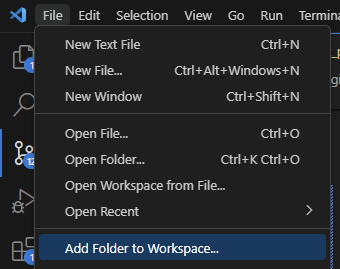 File Edit Selection View Go Run Termina
New Text File Ctrl+N
New File... Ctrl+Alt+Windows+N
New Window Ctrl+Shift+N
Open File... Ctrl+O
Open Folder... Ctrl+K Ctrl+O
Open Workspace from File...
Open Recent
12
Add Folder to Workspace...